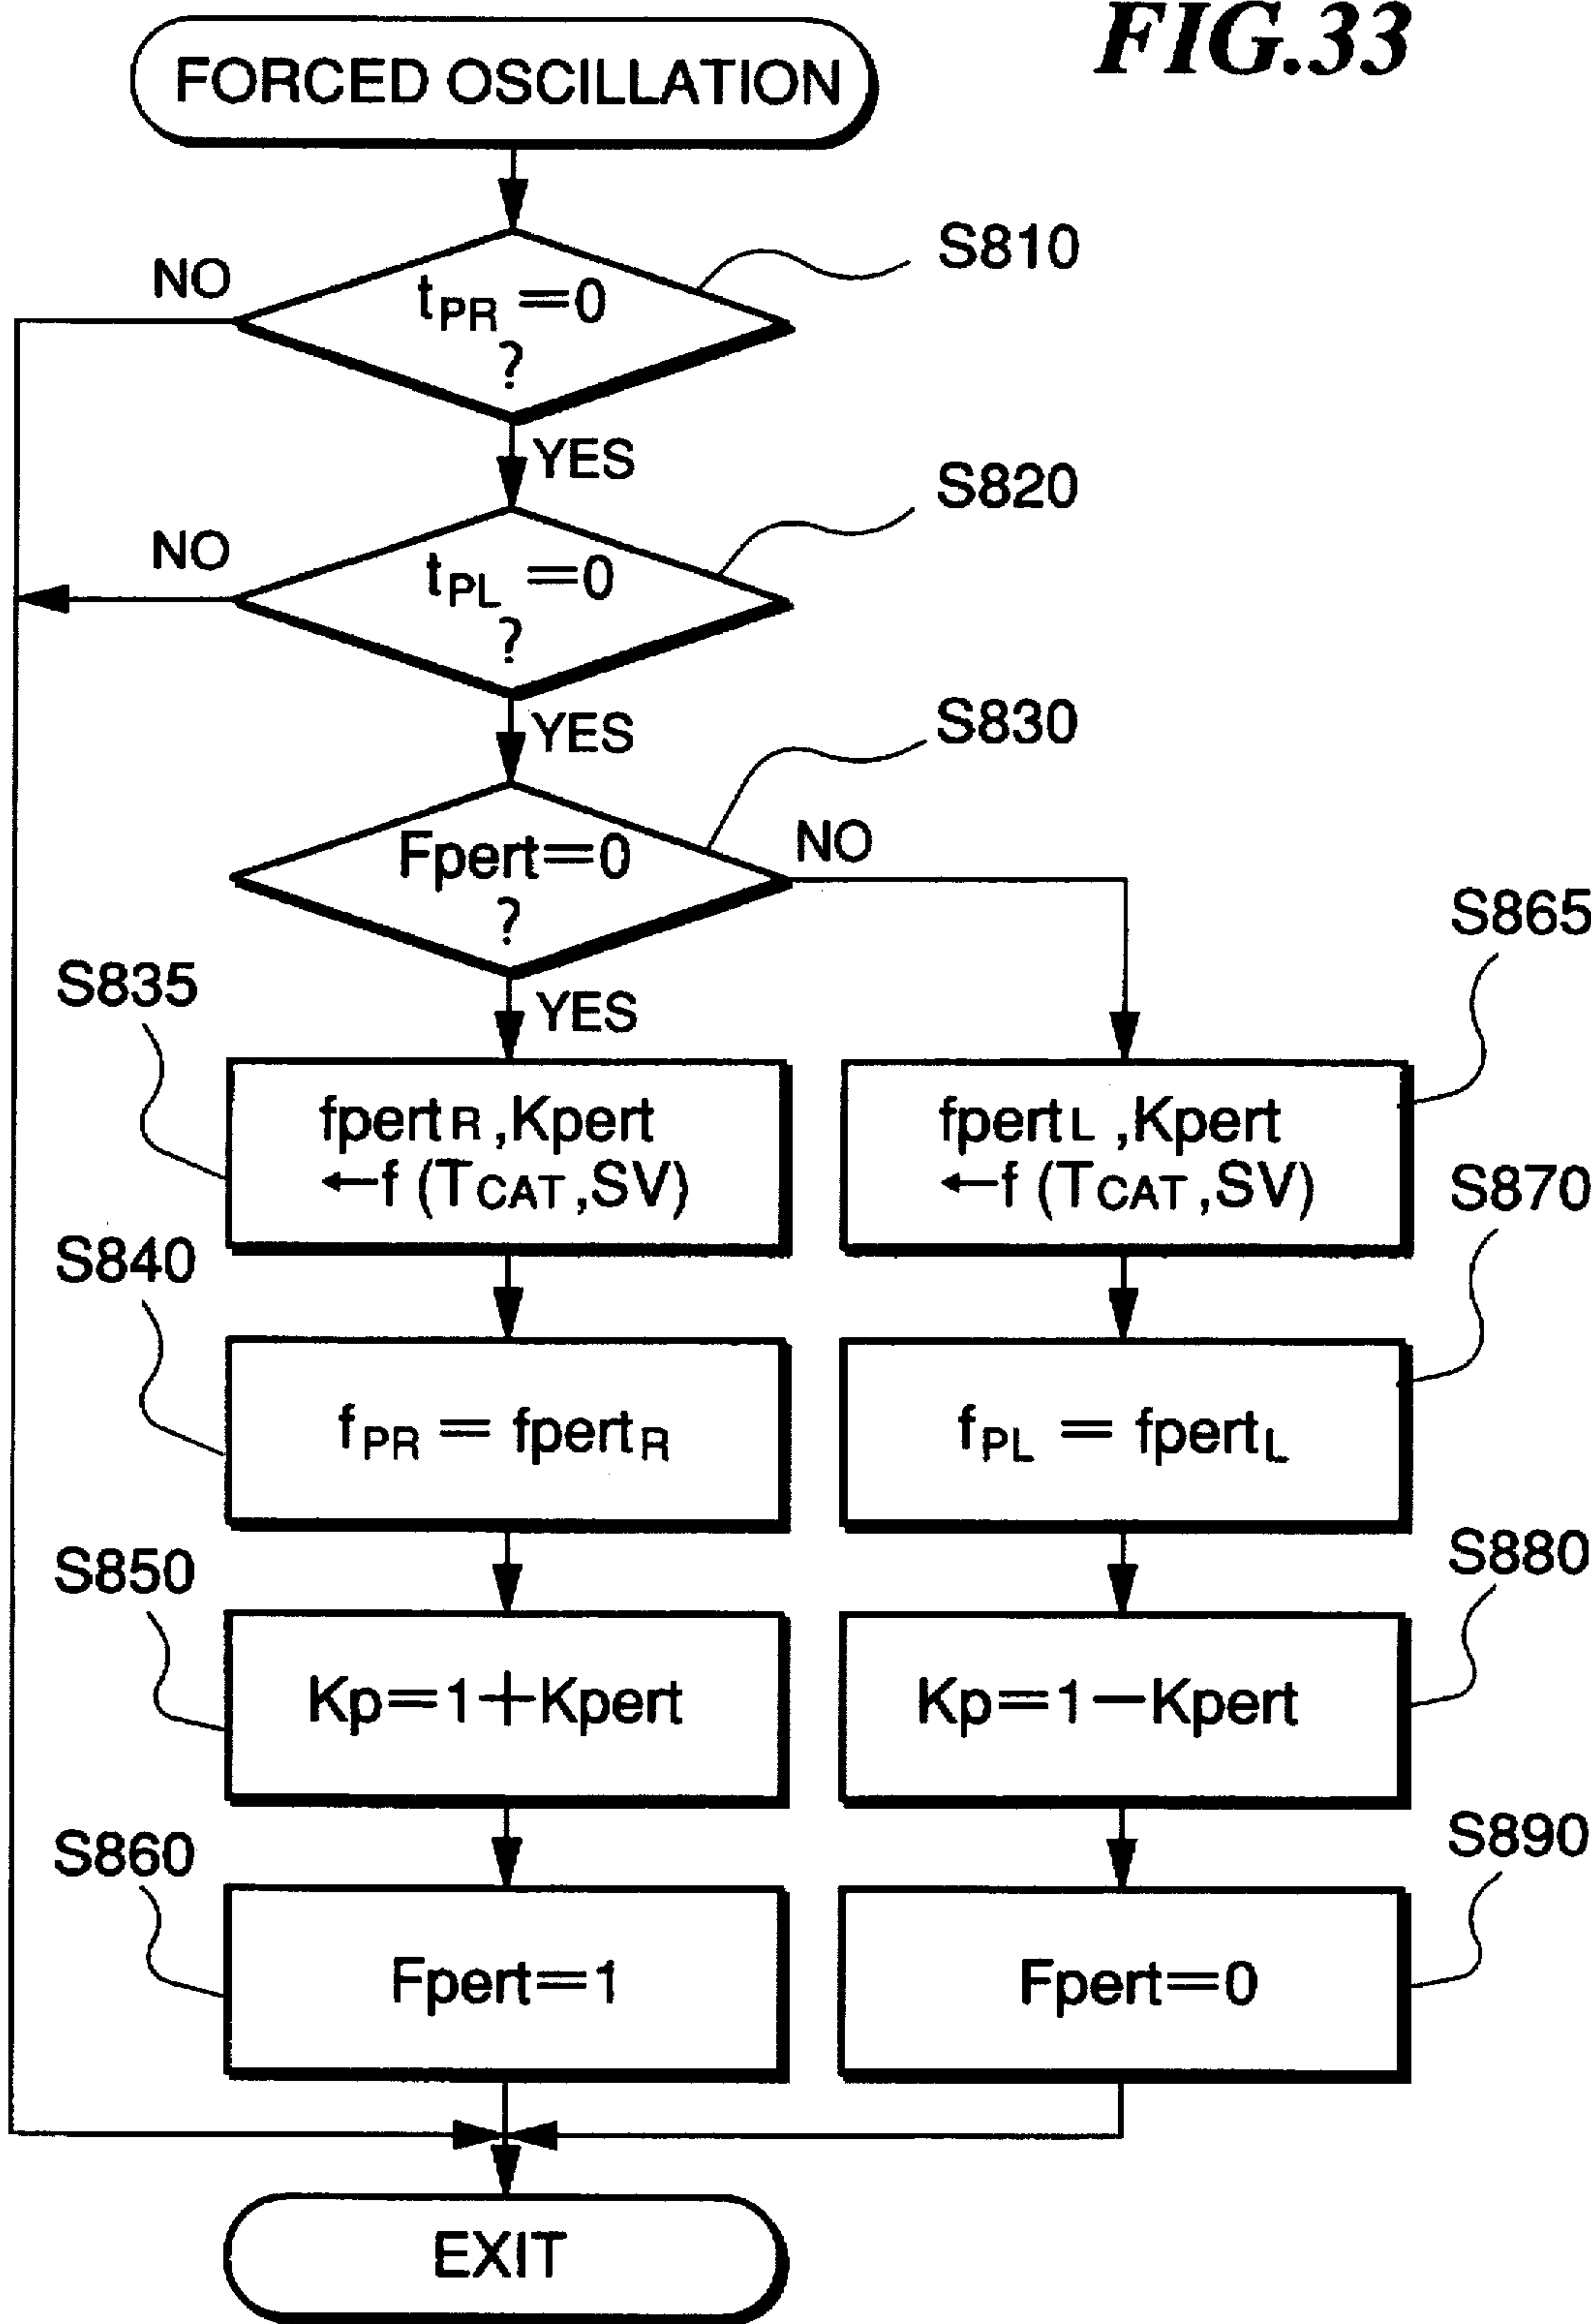 FIG.33
FORCED OSCILLATION
S810
NO
tPR =0
?
YES
S820
NO
tPL =0
?
YES
S830
Fpert=0
?
NO
YES
S835
fpertR ,Kpert
←f (TCAT ,SV)
S865
fpertL ,Kpert
←f (TCAT ,SV)
S840
fPR = fpertR
S870
fPL = fpertL
S850
Kp=1+Kpert
S880
Kp=1−Kpert
S860
Fpert=1
S890
Fpert=0
EXIT